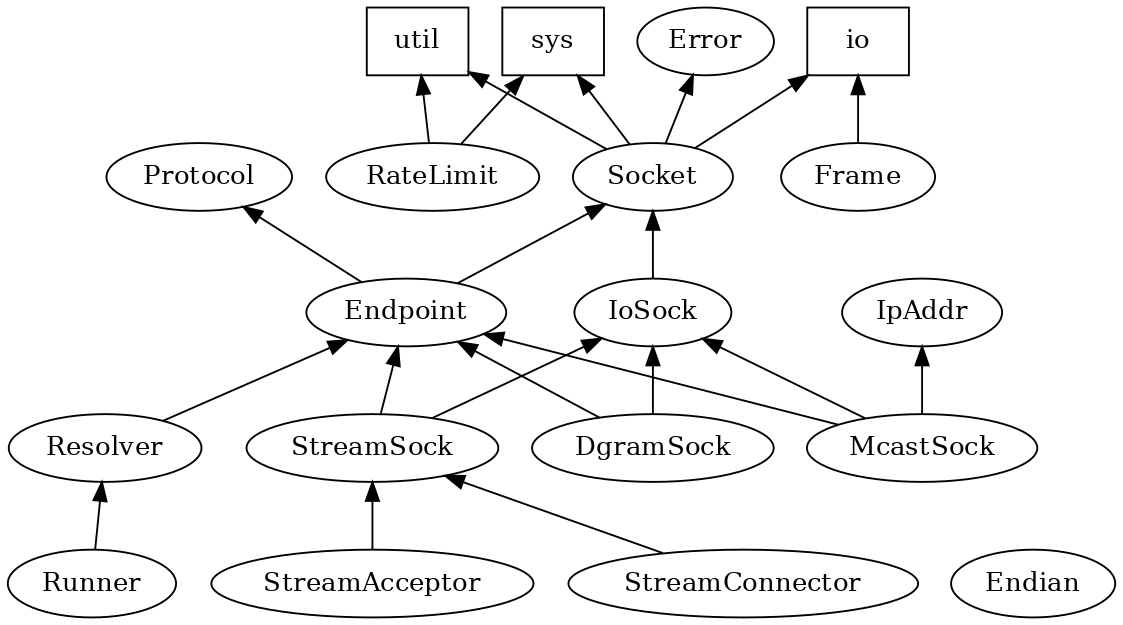 util
sys
Error
io
Protocol
RateLimit
Socket
Frame
Endpoint
IoSock
IpAddr
Resolver
StreamSock
DgramSock
McastSock
Runner
StreamAcceptor
StreamConnector
Endian